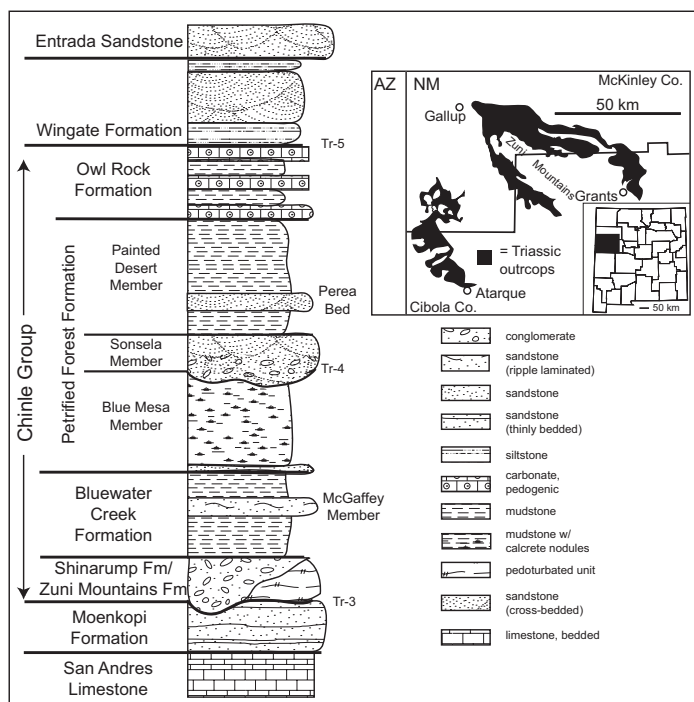 Entrada Sandstone
Wingate Formation
Tr-5
Owl Rock
Formation
Painted
Desert
Member
Perea
Bed
Sonsela
Member
Tr-4
Blue Mesa
Member
Petrified Forest Formation
Chinle Group
Bluewater
Creek
Formation
McGaffey
Member
Shinarump Fm/
Zuni Mountains Fm
Tr-3
Moenkopi
Formation
San Andres
Limestone
AZ
NM
McKinley Co.
50 km
Gallup
Zuni
Mountains
Grants
= Triassic
outcrops
Atarque
Cibola Co.
50 km
conglomerate
sandstone
(ripple laminated)
sandstone
sandstone
(thinly bedded)
siltstone
carbonate,
pedogenic
mudstone
mudstone w/
calcrete nodules
pedoturbated unit
sandstone
(cross-bedded)
limestone, bedded